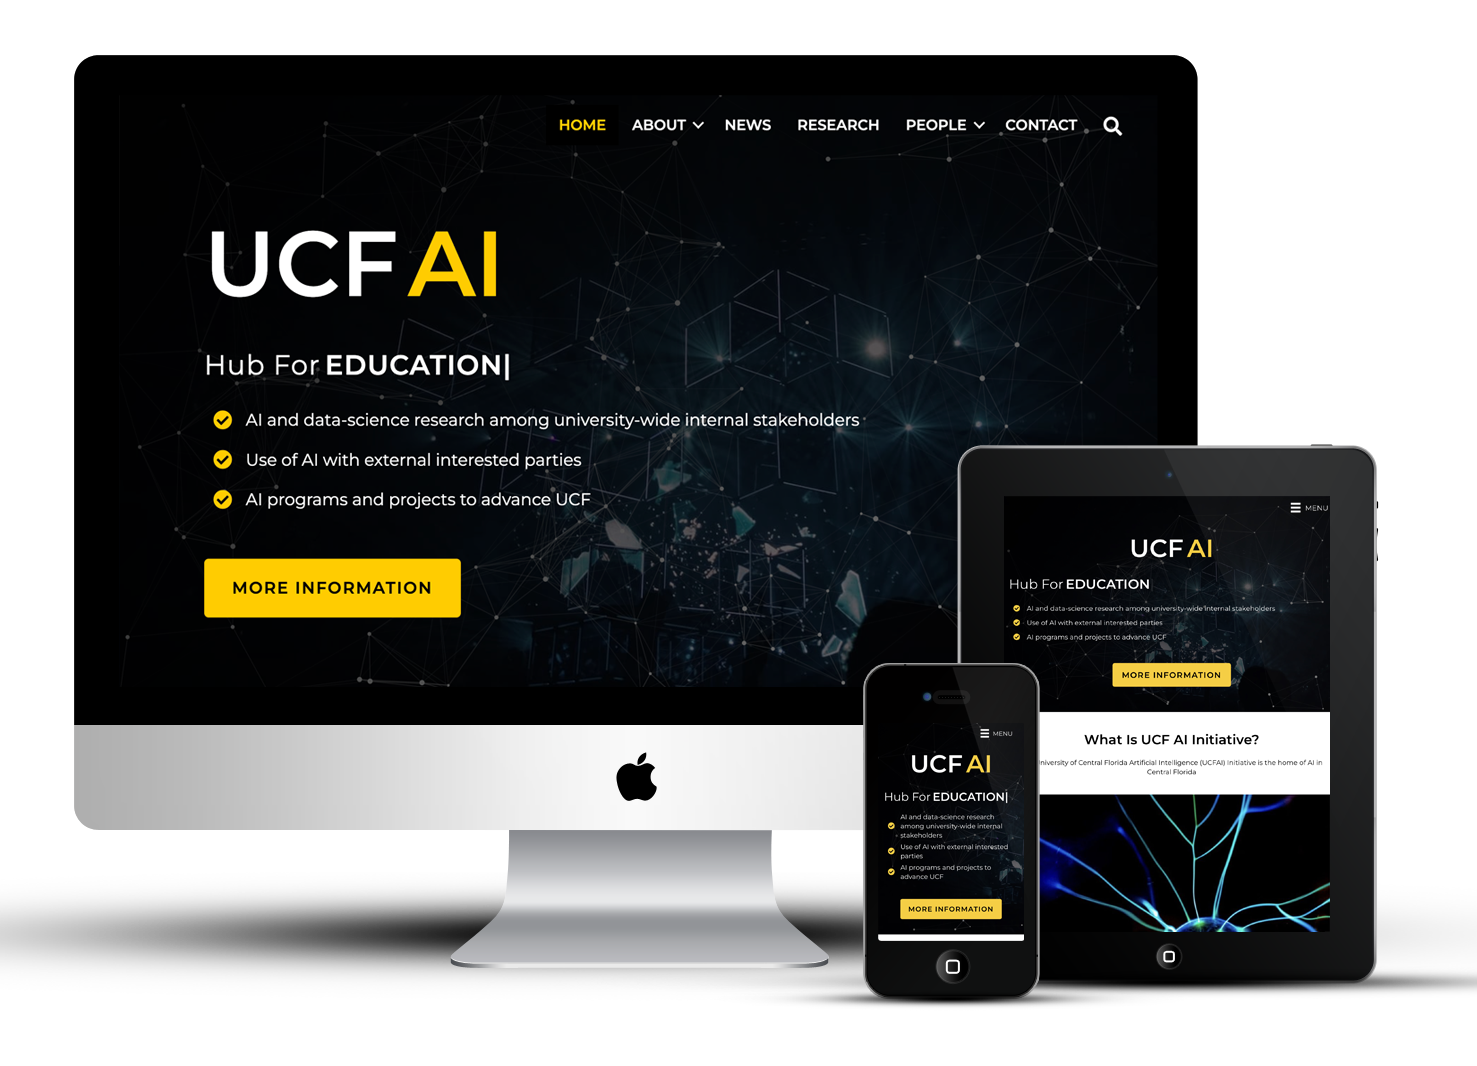 HOME ABOUT NEWS RESEARCH PEOPLE CONTACT
UCF AI
Hub For EDUCATION|
AI and data-science research among university-wide internal stakeholders
Use of AI with external interested parties
AI programs and projects to advance UCF
MORE INFORMATION
MENU
UCF AI
Hub For EDUCATION
AI and data-science research among university-wide internal stakeholders
Use of AI with external interested parties
AI programs and projects to advance UCF
MORE INFORMATION
What Is UCF AI Initiative?
niversity of Central Florida Artificial Intelligence (UCFAI) Initiative is the home of AI in
Central Florida
MENU
UCF AI
Hub For EDUCATION|
AI and data-science research
among university-wide internal
stakeholders
Use of AI with external interested
parties
AI programs and projects to
advance UCF
MORE INFORMATION